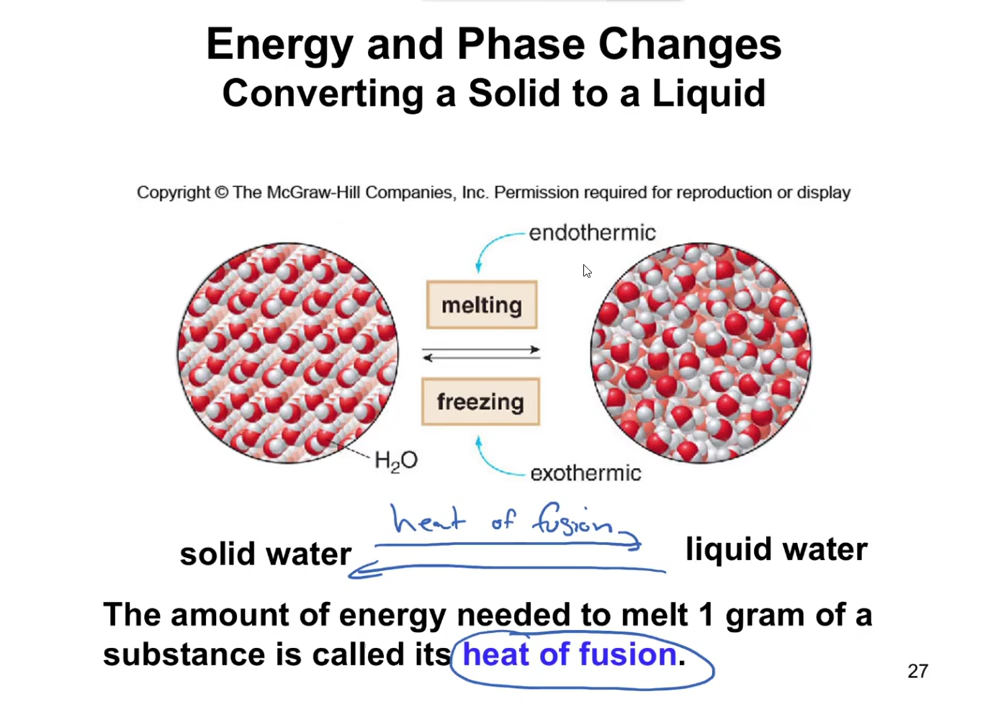 Energy and Phase Changes
Converting a Solid to a Liquid
Copyright © The McGraw-Hill Companies, Inc. Permission required for reproduction or display
endothermic
melting
freezing
H₂O
exothermic
heat of fusion
solid water
liquid water
The amount of energy needed to melt 1 gram of a
substance is called its heat of fusion.
27